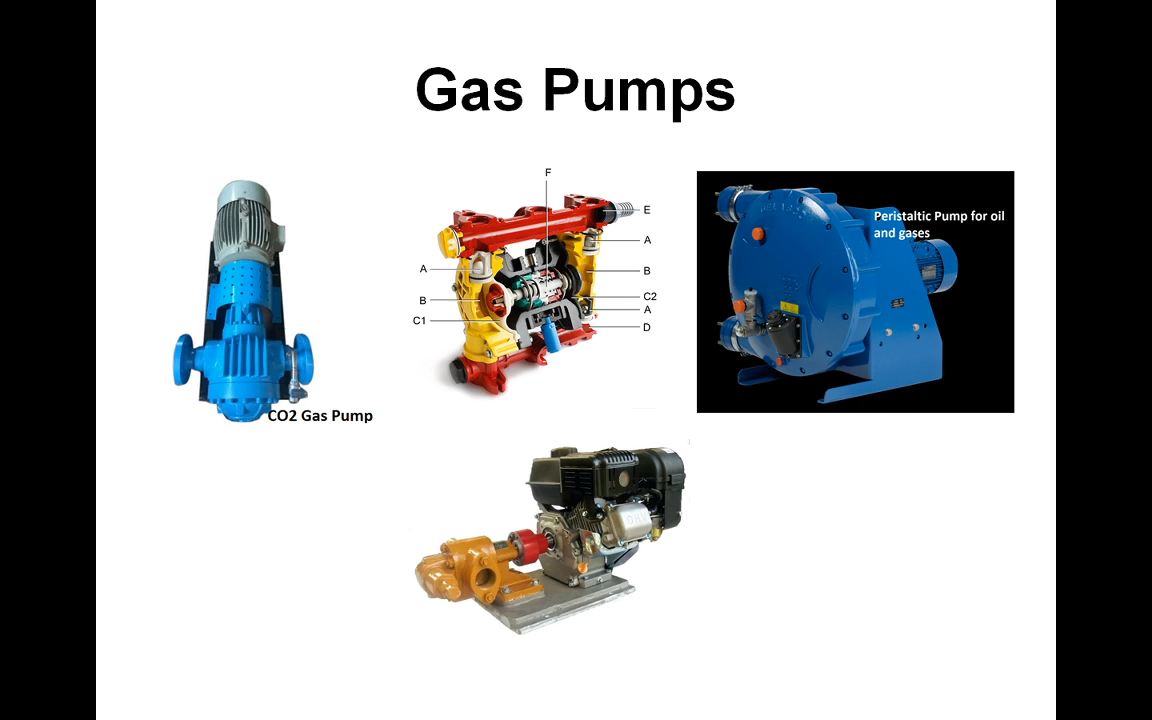 Gas Pumps
CO2 Gas Pump
F
E
A
B
C2
A
D
A
B
C1
Peristaltic Pump for oil
and gases